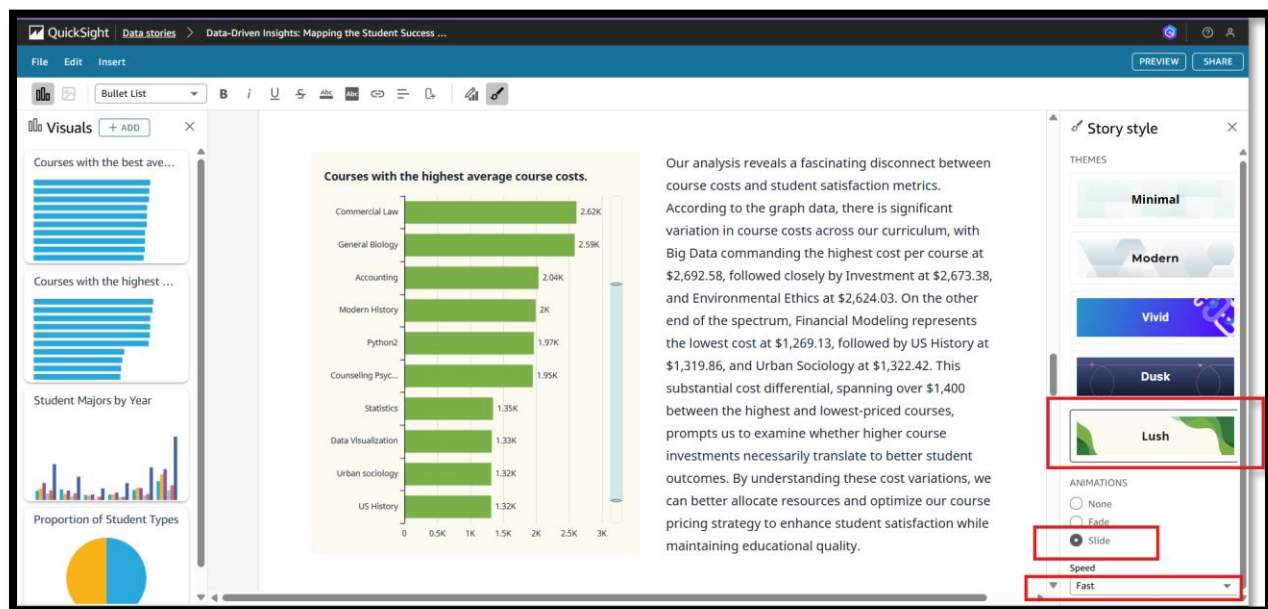 QuickSight Data stories > Data-Driven Insights: Mapping the Student Success ...
File Edit Insert
PREVIEW SHARE
Bullet List B i U S Abc Abc
Visuals + ADD
Courses with the best ave...
Courses with the highest ...
Student Majors by Year
Proportion of Student Types
Courses with the highest average course costs.
Commercial Law 2.62K
General Biology 2.59K
Accounting 2.04K
Modern History 2K
Python2 1.97K
Counseling Psyc... 1.95K
Statistics 1.35K
Data Visualization 1.33K
Urban sociology 1.32K
US History 1.32K
0 0.5K 1K 1.5K 2K 2.5K 3K
Our analysis reveals a fascinating disconnect between
course costs and student satisfaction metrics.
According to the graph data, there is significant
variation in course costs across our curriculum, with
Big Data commanding the highest cost per course at
$2,692.58, followed closely by Investment at $2,673.38,
and Environmental Ethics at $2,624.03. On the other
end of the spectrum, Financial Modeling represents
the lowest cost at $1,269.13, followed by US History at
$1,319.86, and Urban Sociology at $1,322.42. This
substantial cost differential, spanning over $1,400
between the highest and lowest-priced courses,
prompts us to examine whether higher course
investments necessarily translate to better student
outcomes. By understanding these cost variations, we
can better allocate resources and optimize our course
pricing strategy to enhance student satisfaction while
maintaining educational quality.
Story style
THEMES
Minimal
Modern
Vivid
Dusk
Lush
ANIMATIONS
None
Fade
Slide
Speed
Fast